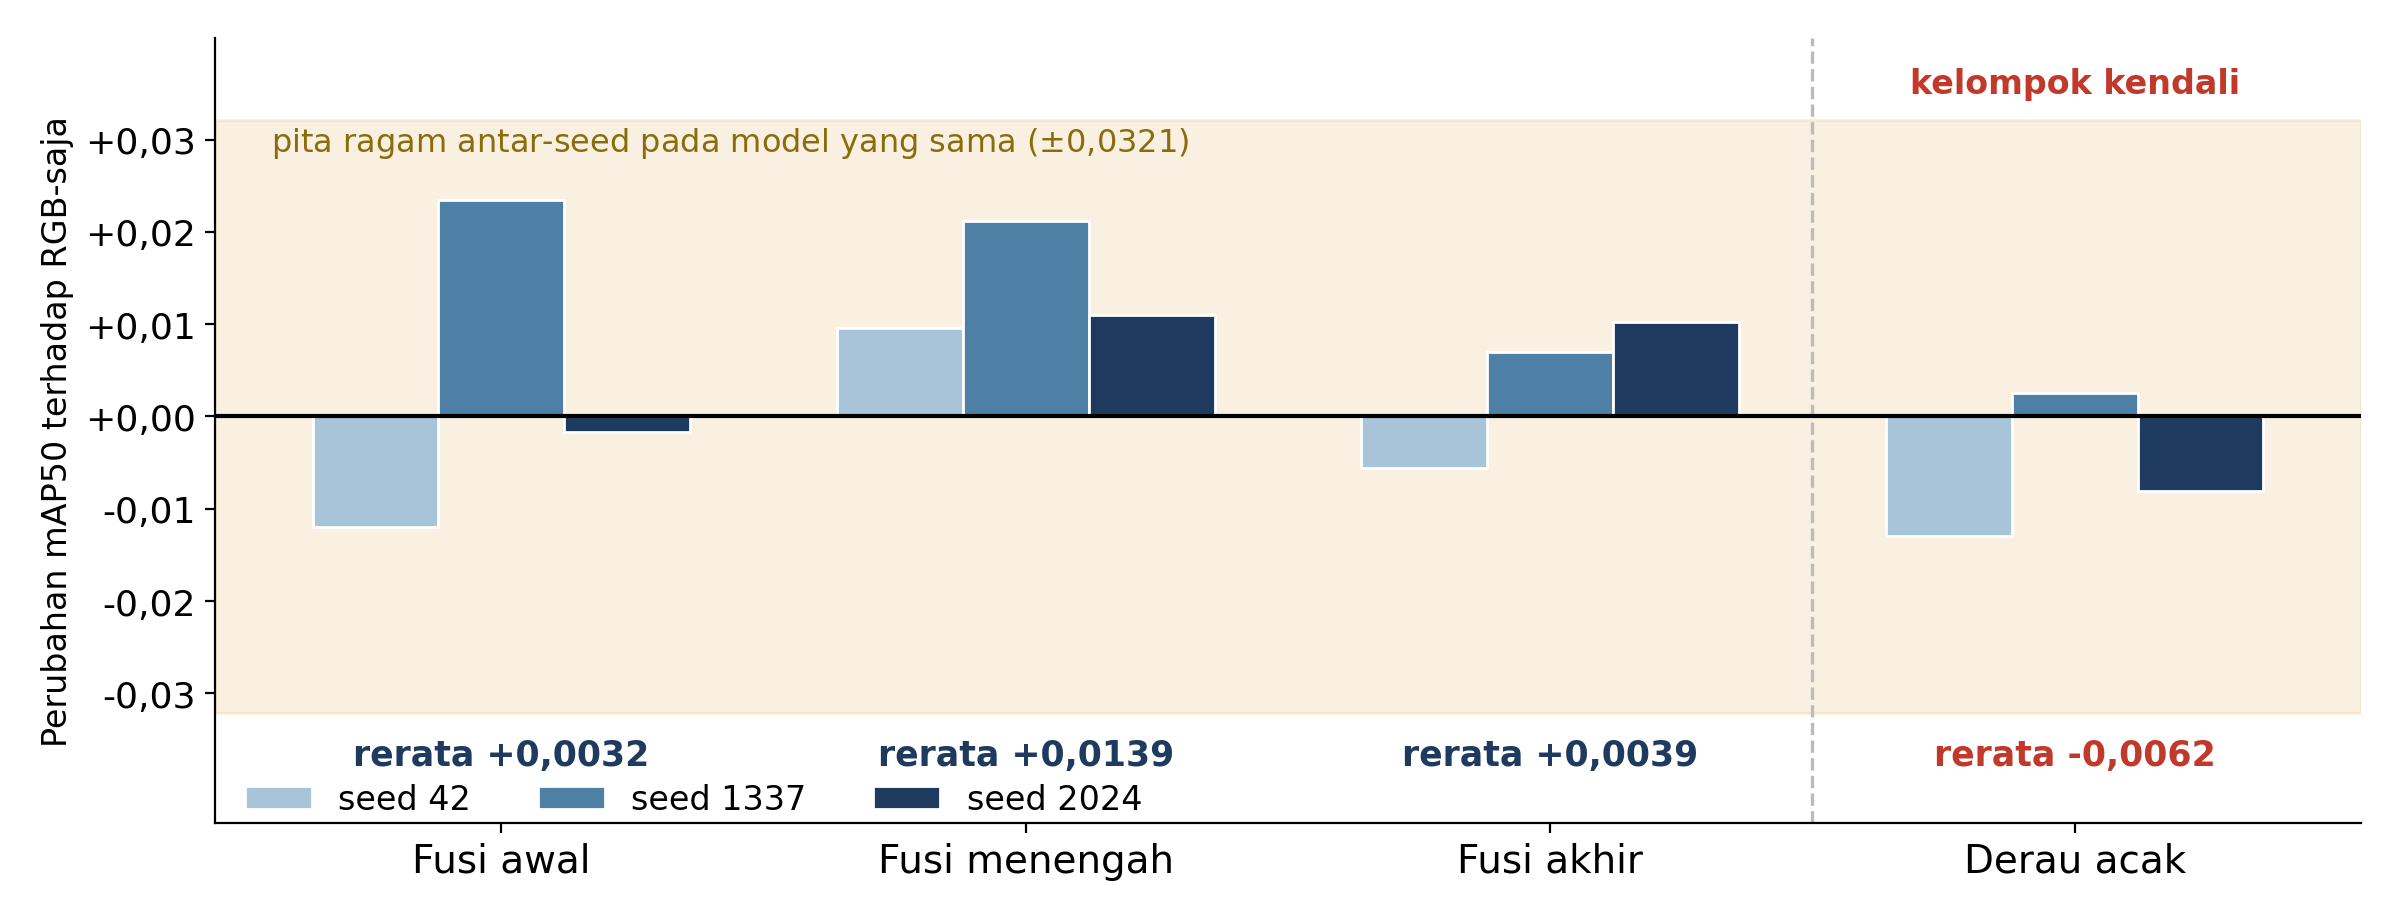 Perubahan mAP50 terhadap RGB-saja
+0,03
+0,02
+0,01
+0,00
-0,01
-0,02
-0,03
kelompok kendali
pita ragam antar-seed pada model yang sama (±0,0321)
rerata +0,0032
rerata +0,0139
rerata +0,0039
rerata -0,0062
seed 42
seed 1337
seed 2024
Fusi awal
Fusi menengah
Fusi akhir
Derau acak